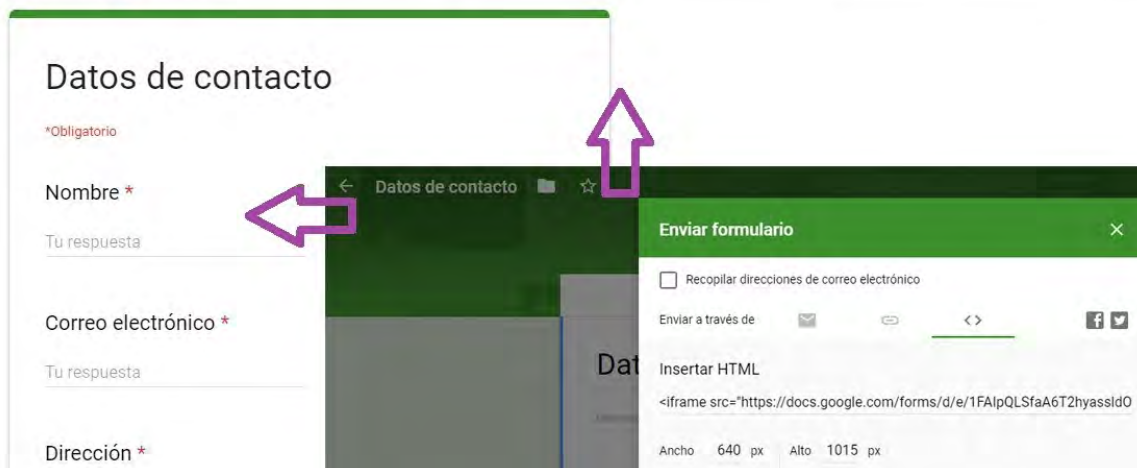 Datos de contacto
*Obligatorio
Nombre *
Tu respuesta
Correo electrónico *
Tu respuesta
Dirección *
Datos de contacto
Dat
Enviar formulario
Recopilar direcciones de correo electrónico
Enviar a través de
<>
Insertar HTML
<iframe src="https://docs.google.com/forms/d/e/1FAIpQLSfaA6T2hyassldO
Ancho 640 px Alto 1015 px